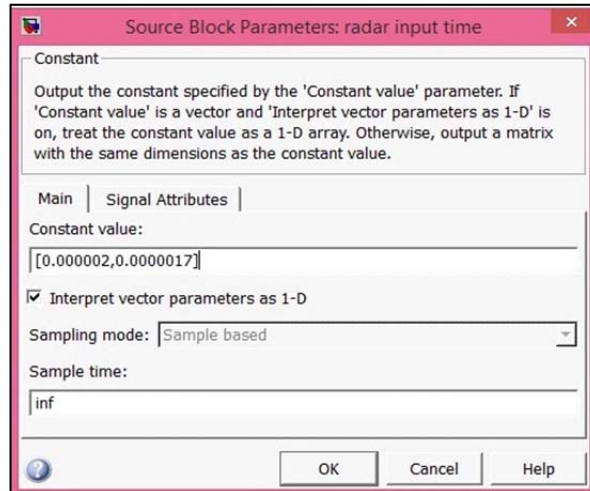 Source Block Parameters: radar input time
Constant
Output the constant specified by the 'Constant value' parameter. If
'Constant value' is a vector and 'Interpret vector parameters as 1-D' is
on, treat the constant value as a 1-D array. Otherwise, output a matrix
with the same dimensions as the constant value.
Main
Signal Attributes
Constant value:
[0.000002,0.0000017]
Interpret vector parameters as 1-D
Sampling mode: Sample based
Sample time:
inf
OK
Cancel
Help